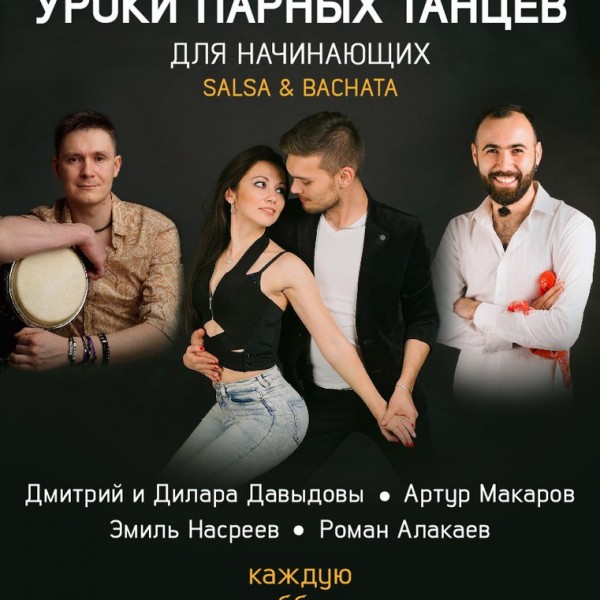 УРОКИ ПАРНЫХ ТАНЦЕВ
ДЛЯ НАЧИНАЮЩИХ
SALSA & BACHATA
Дмитрий и Дилара Давыдовы • Артур Макаров
Эмиль Насреев • Роман Алакаев
каждую